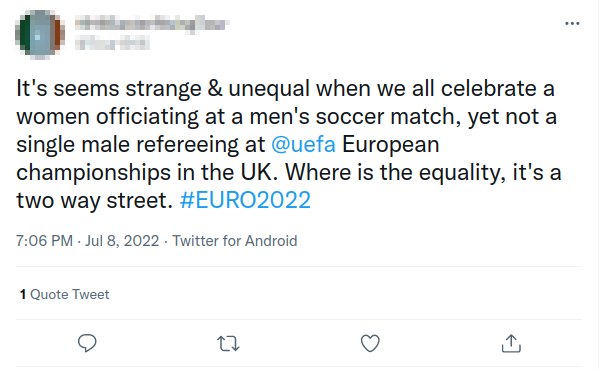 It's seems strange & unequal when we all celebrate a
women officiating at a men's soccer match, yet not a
single male refereeing at @uefa European
championships in the UK. Where is the equality, it's a
two way street. #EURO2022
7:06 PM · Jul 8, 2022 · Twitter for Android
1 Quote Tweet